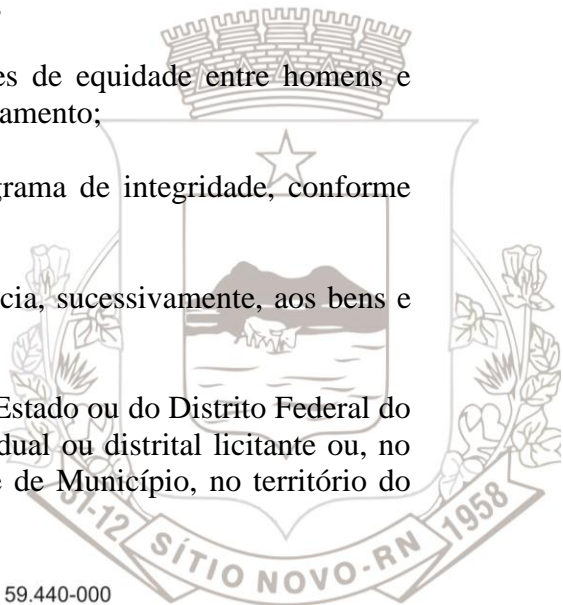 es de equidade entre homens e
amento;
grama de integridade, conforme
cia, sucessivamente, aos bens e
Estado ou do Distrito Federal do
dual ou distrital licitante ou, no
e de Município, no território do
01-12 SÍTIO NOVO-RN 1958
59.440-000